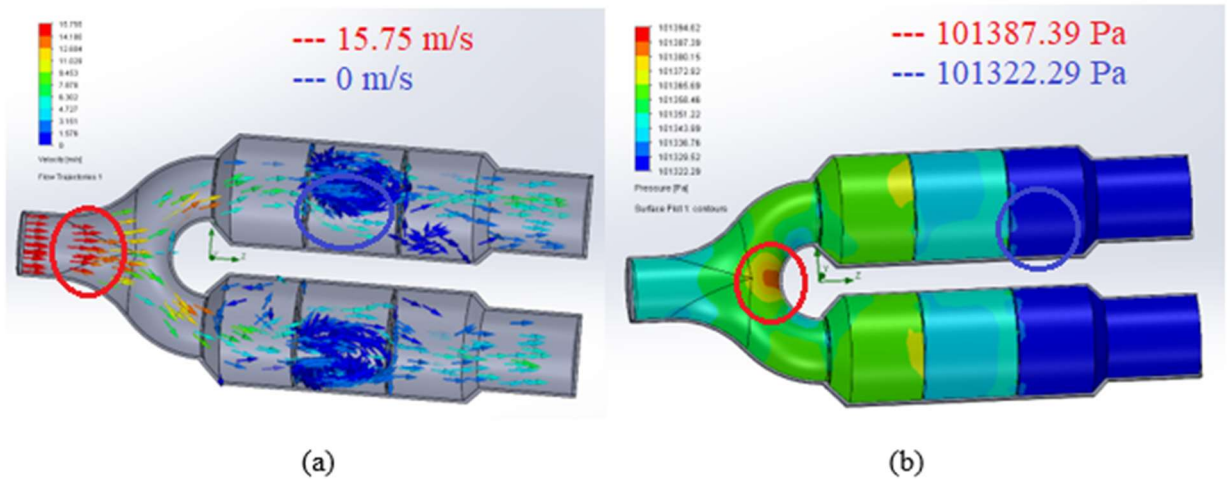 15.755
14.180
12.604
11.029
9.453
7.878
6.302
4.727
3.151
1.576
0
Velocity [m/s]
Flow Trajectories 1
--- 15.75 m/s
--- 0 m/s
Y
Z
(a)
101394.62
101387.39
101380.15
101372.92
101365.69
101358.46
101351.22
101343.99
101336.76
101329.52
101322.29
Pressure [Pa]
Surface Plot 1: contours
--- 101387.39 Pa
--- 101322.29 Pa
Y
Z
(b)